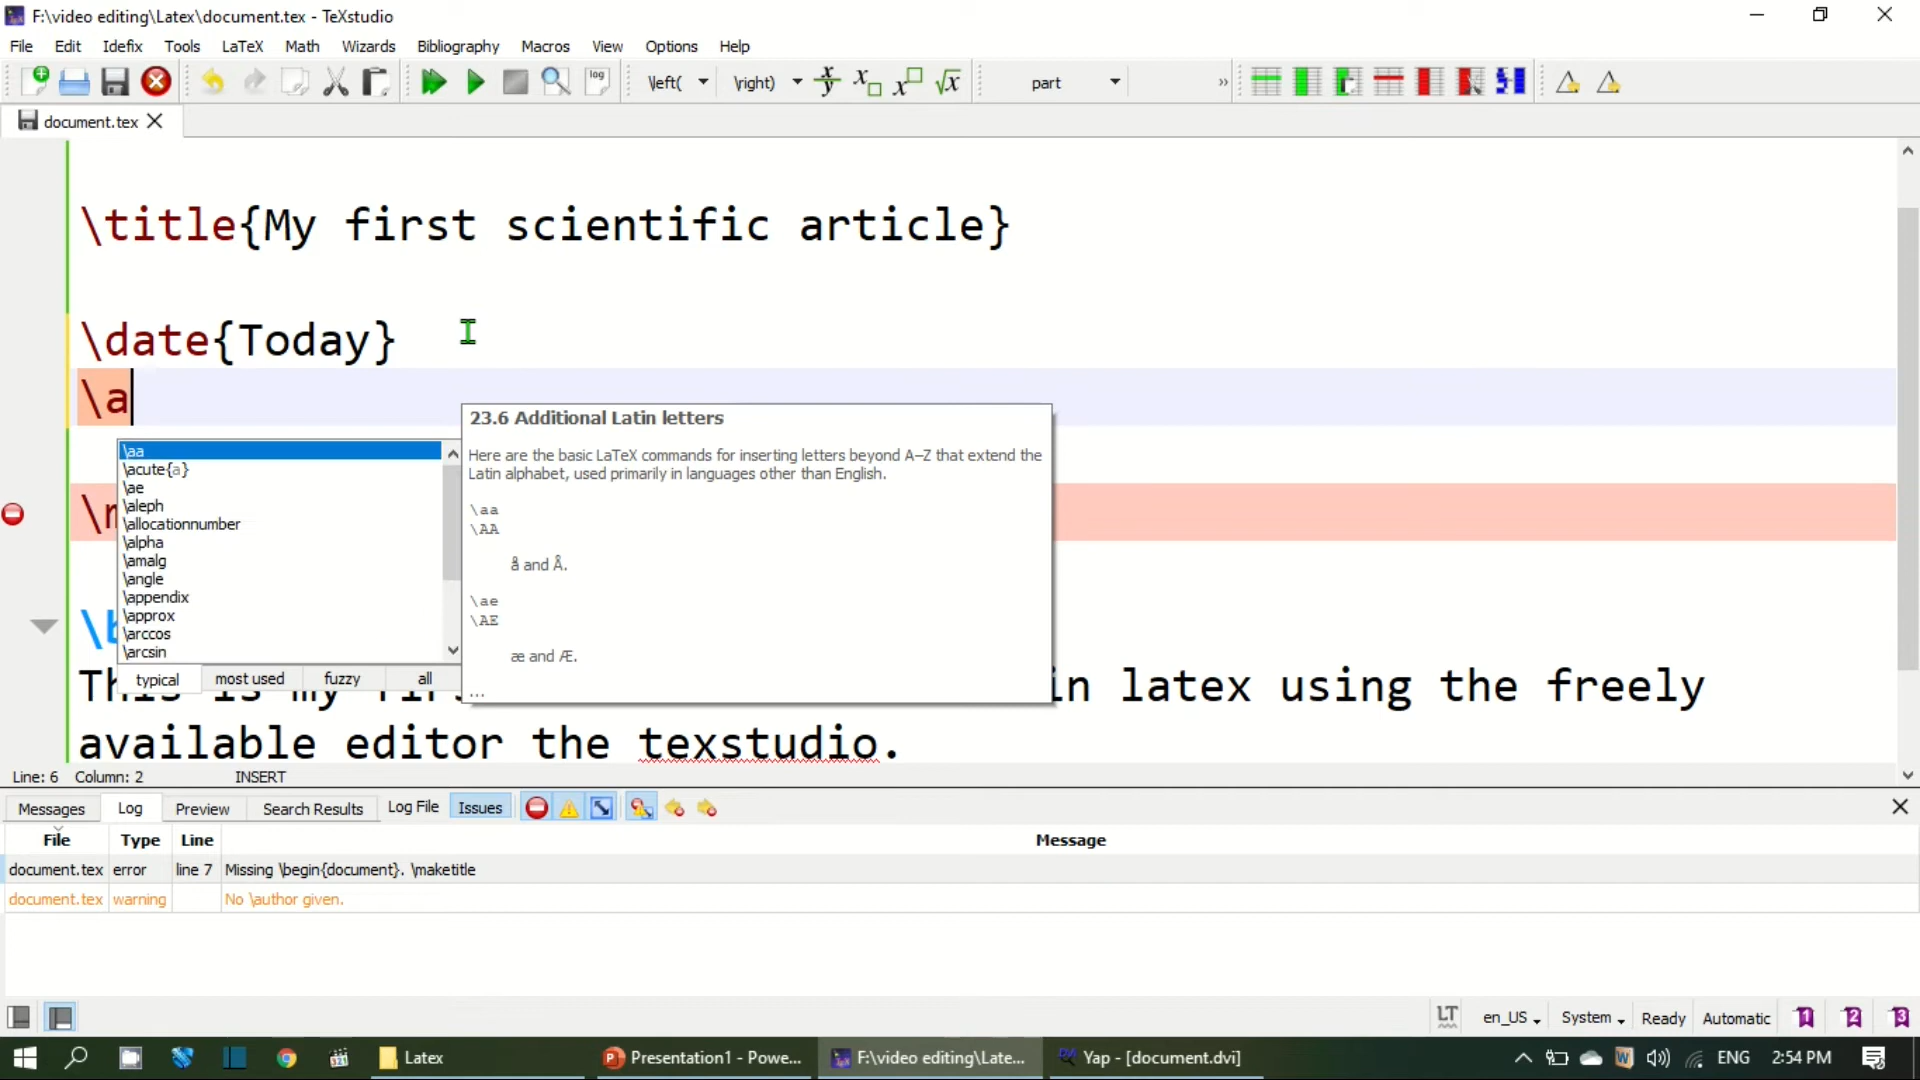 F:\video editing\Latex\document.tex - TeXstudio
File Edit Idefix Tools LaTeX Math Wizards Bibliography Macros View Options Help
log \left( \right) x y x x √x part »
document.tex
\title{My first scientific article}
\date{Today}
\a
23.6 Additional Latin letters
Here are the basic LaTeX commands for inserting letters beyond A–Z that extend the
Latin alphabet, used primarily in languages other than English.
\aa
\AA
å and Å.
\ae
\AE
æ and Æ.
...
\aa
\acute{a}
\ae
\aleph
\allocationnumber
\alpha
\amalg
\angle
\appendix
\approx
\arccos
\arcsin
typical most used fuzzy all
in latex using the freely
available editor the texstudio.
Line: 6 Column: 2 INSERT
Messages Log Preview Search Results Log File Issues
File Type Line Message
document.tex error line 7 Missing \begin{document}. \maketitle
document.tex warning No \author given.
LT en_US System Ready Automatic 1 2 3
Latex Presentation1 - Powe... F:\video editing\Late... Yap - [document.dvi] ENG 2:54 PM